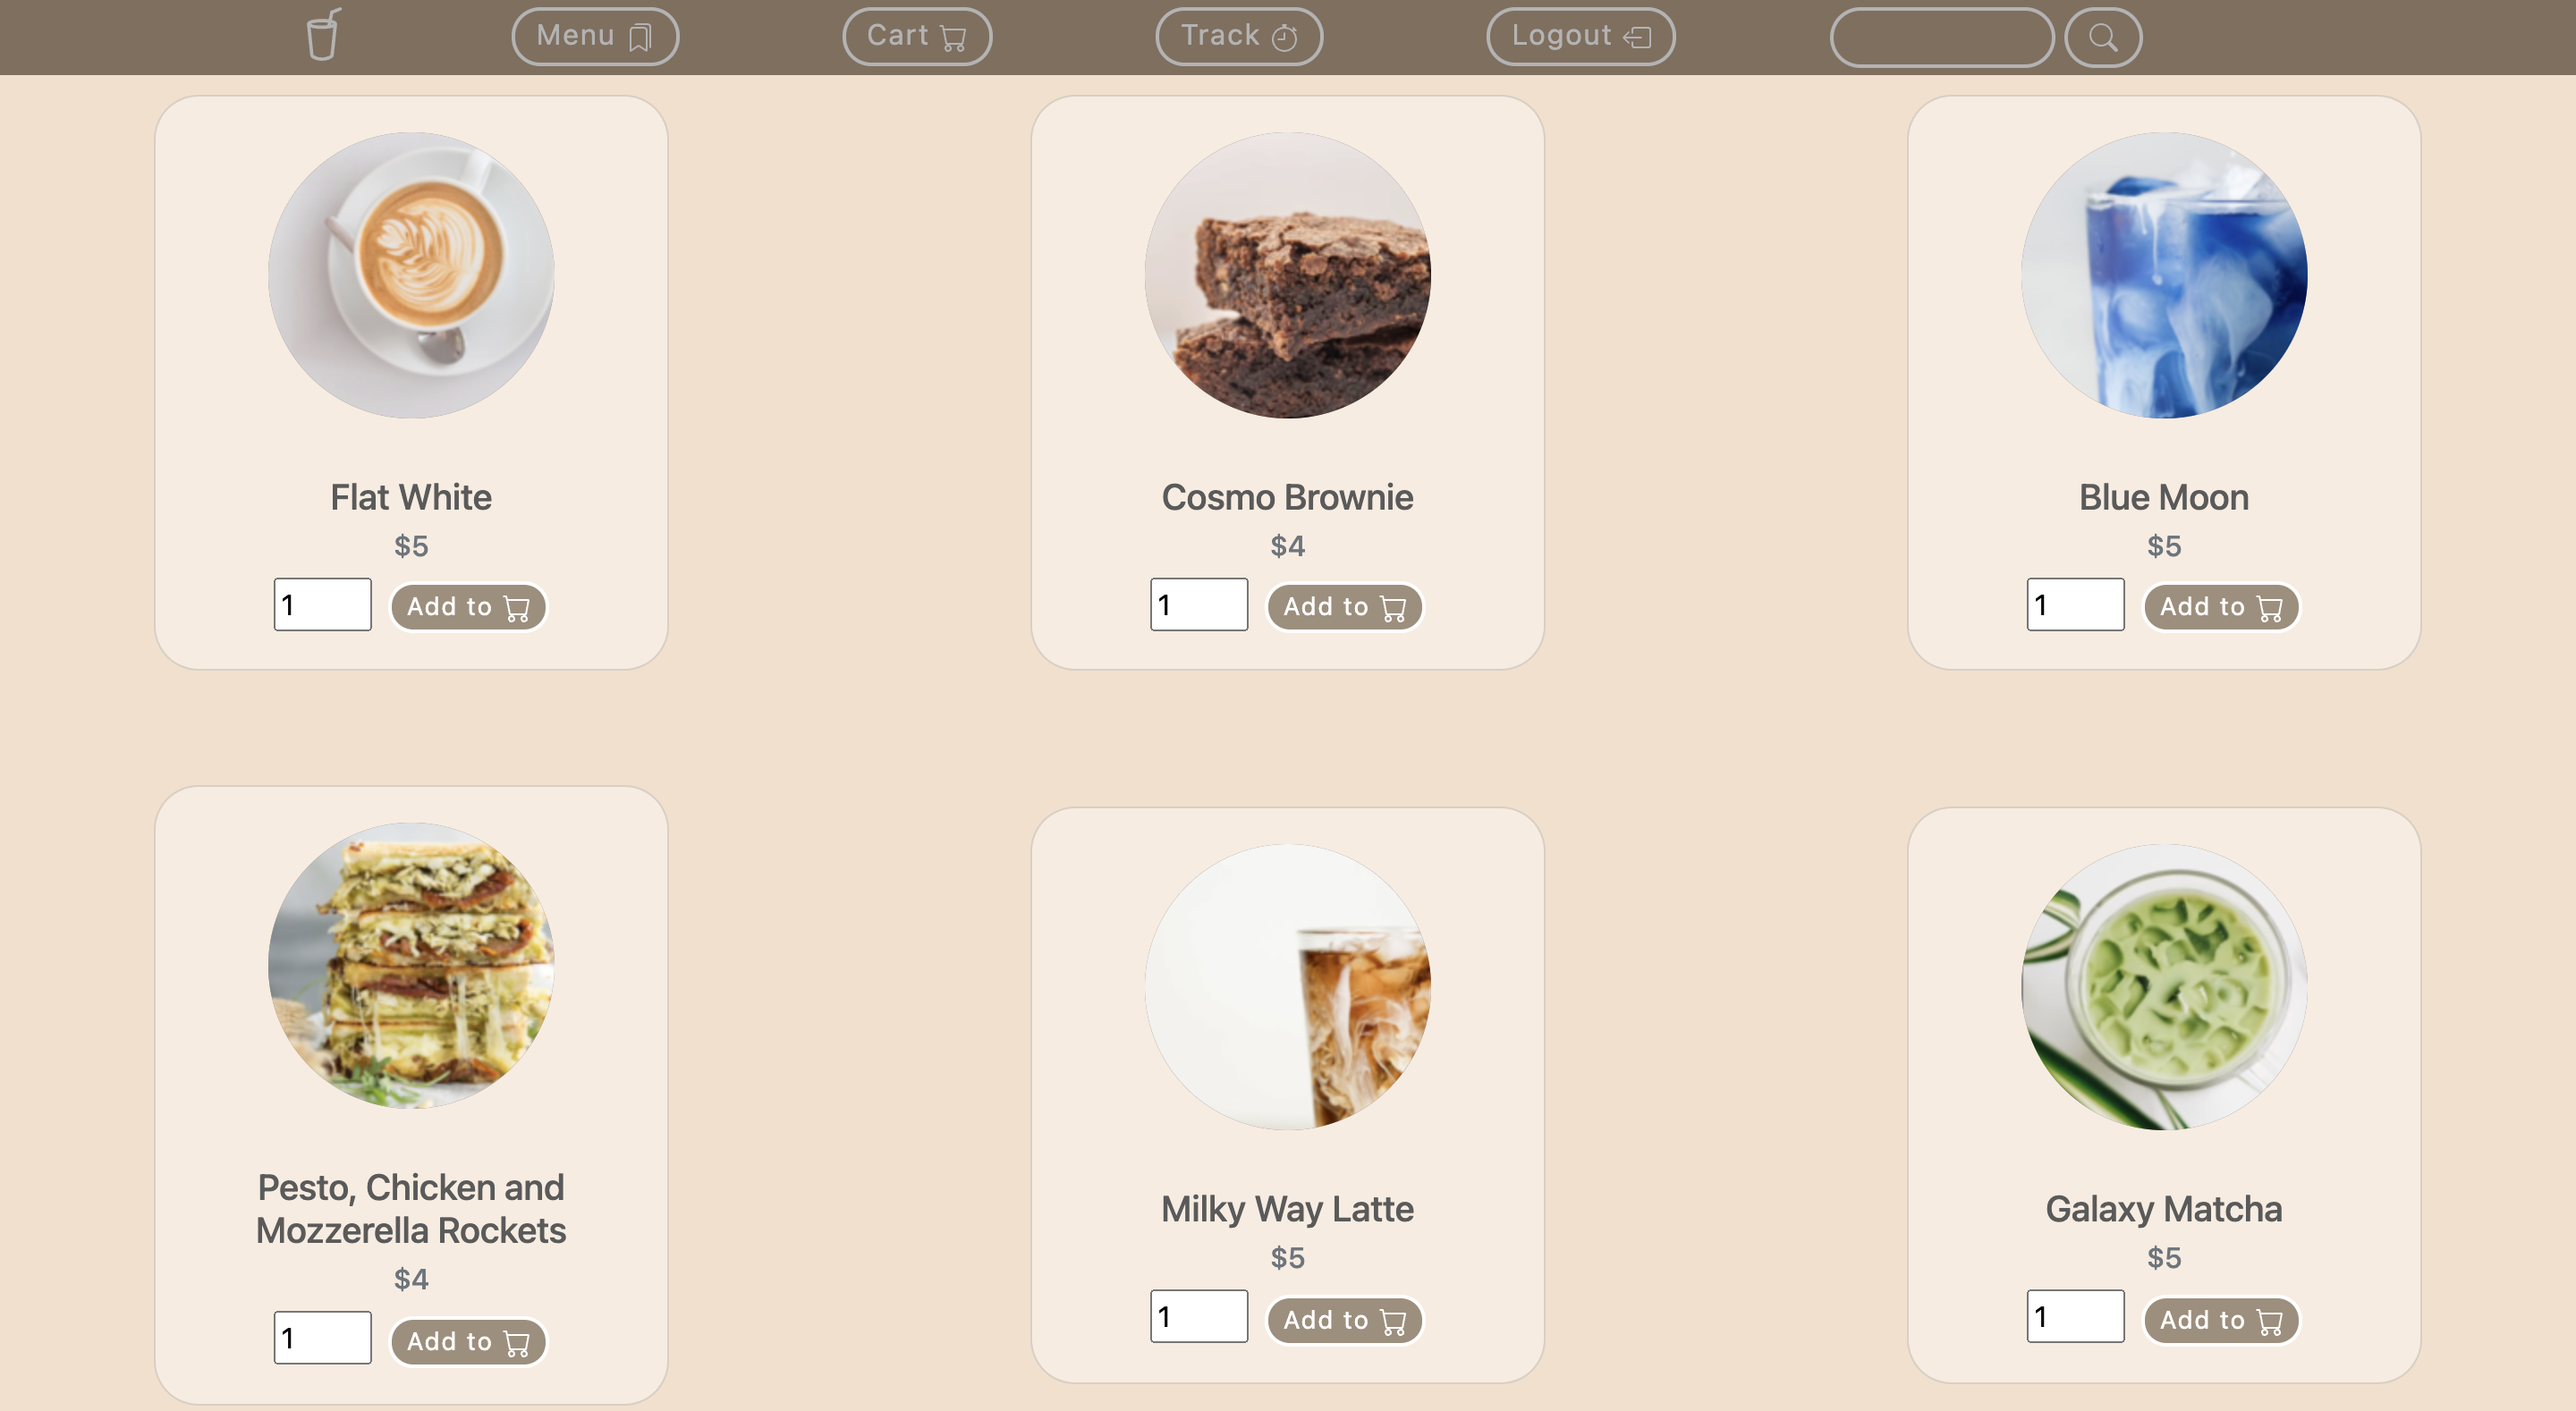 Menu
Cart
Track
Logout
Flat White
$5
1 Add to
Cosmo Brownie
$4
1 Add to
Blue Moon
$5
1 Add to
Pesto, Chicken and
Mozzerella Rockets
$4
1 Add to
Milky Way Latte
$5
1 Add to
Galaxy Matcha
$5
1 Add to